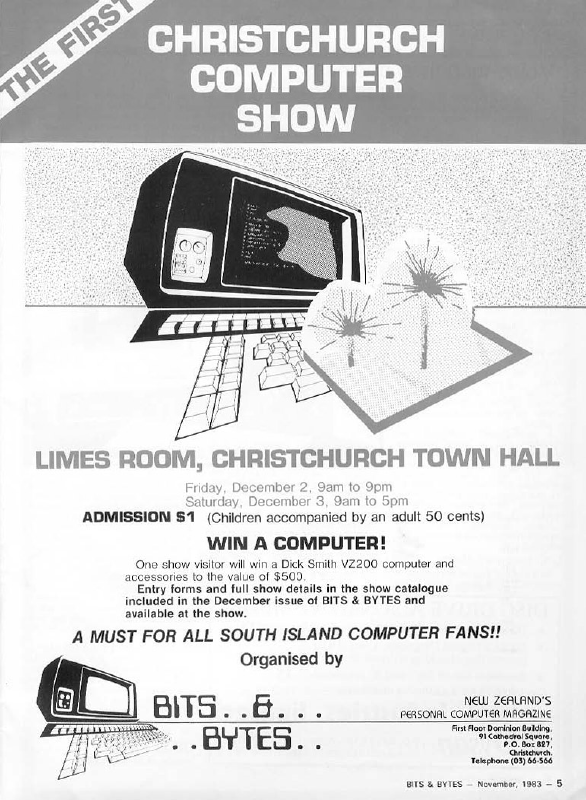 THE FIRST
CHRISTCHURCH
COMPUTER
SHOW
LIMES ROOM, CHRISTCHURCH TOWN HALL
Friday, December 2, 9am to 9pm
Saturday, December 3, 9am to 5pm
ADMISSION $1 (Children accompanied by an adult 50 cents)
WIN A COMPUTER!
One show visitor will win a Dick Smith VZ200 computer and
accessories to the value of $500.
Entry forms and full show details in the show catalogue
included in the December issue of BITS & BYTES and
available at the show.
A MUST FOR ALL SOUTH ISLAND COMPUTER FANS!!
Organised by
BITS..&...
..BYTES..
NEW ZEALAND'S
PERSONAL COMPUTER MAGAZINE
First Floor Dominion Building,
91 Cathedral Square,
P.O. Box 827,
Christchurch.
Telephone (03) 66-566
BITS & BYTES - November, 1983 - 5